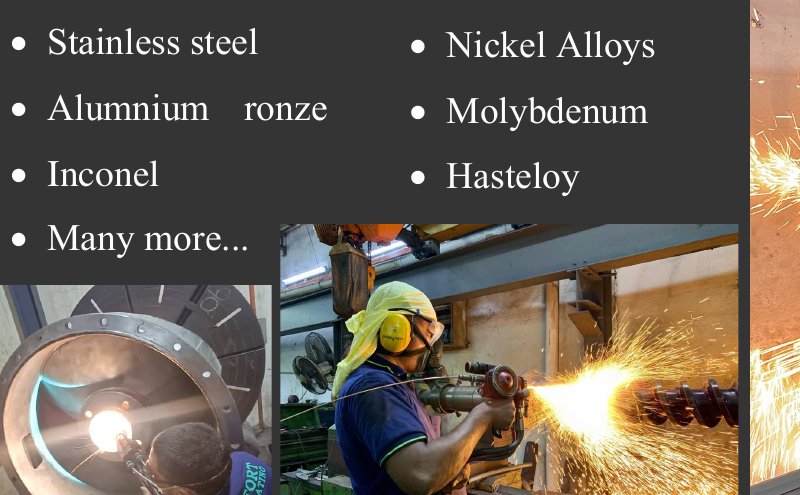 Stainless steel
Alumnium ronze
Inconel
Many more...
Nickel Alloys
Molybdenum
Hasteloy